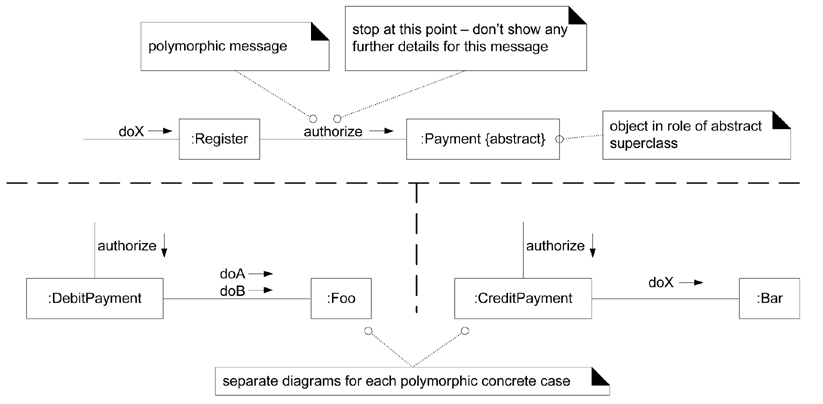 polymorphic message
stop at this point – don't show any
further details for this message
doX
:Register
authorize
:Payment {abstract}
object in role of abstract
superclass
authorize
:DebitPayment
doA
doB
:Foo
authorize
:CreditPayment
doX
:Bar
separate diagrams for each polymorphic concrete case